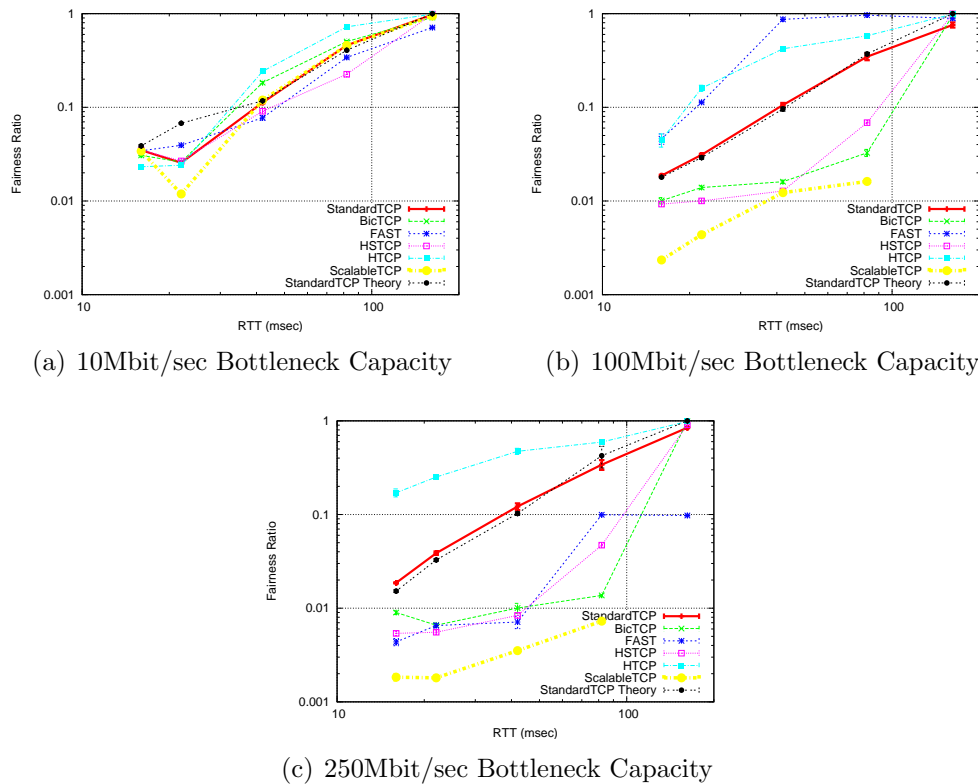 1
0.1
0.01
0.001
Fairness Ratio
10
100
RTT (msec)
StandardTCP
BicTCP
FAST
HSTCP
HTCP
ScalableTCP
StandardTCP Theory
(a) 10Mbit/sec Bottleneck Capacity
1
0.1
0.01
0.001
Fairness Ratio
10
100
RTT (msec)
StandardTCP
BicTCP
FAST
HSTCP
HTCP
ScalableTCP
StandardTCP Theory
(b) 100Mbit/sec Bottleneck Capacity
1
0.1
0.01
0.001
Fairness Ratio
10
100
RTT (msec)
StandardTCP
BicTCP
FAST
HSTCP
HTCP
ScalableTCP
StandardTCP Theory
(c) 250Mbit/sec Bottleneck Capacity